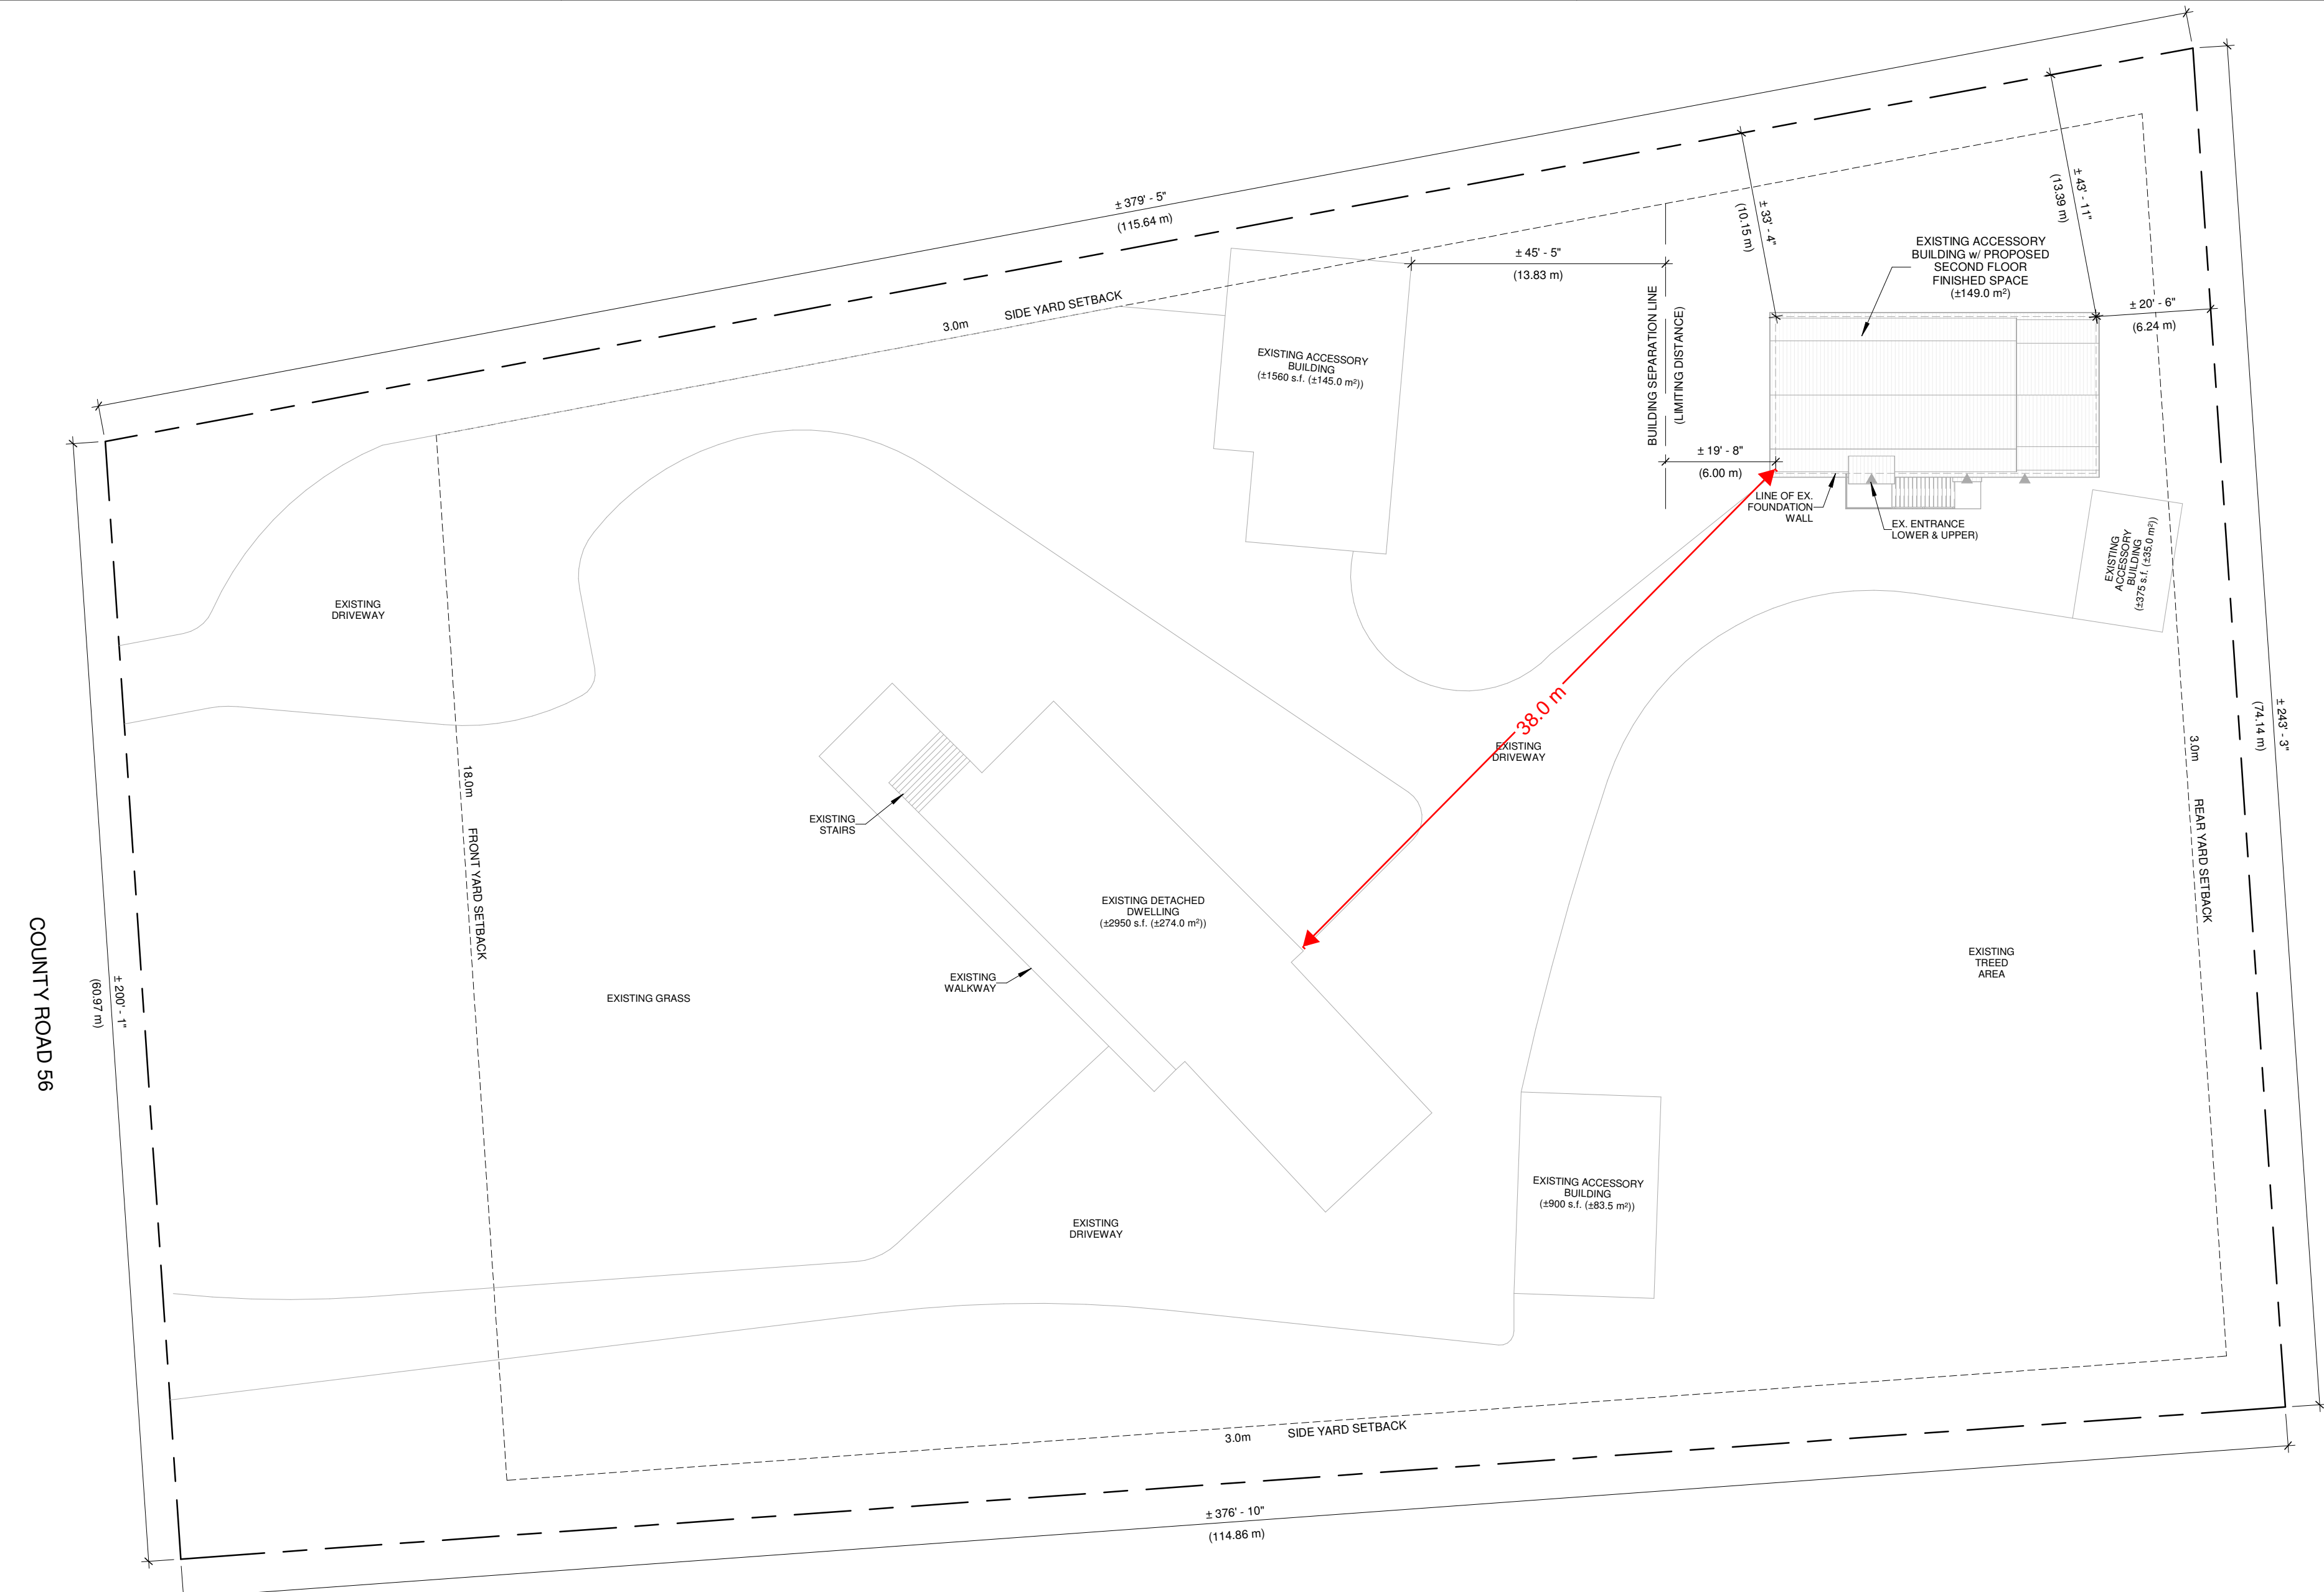 ± 379' - 5"
(115.64 m)
3.0m
SIDE YARD SETBACK
± 45' - 5"
(13.83 m)
BUILDING SEPARATION LINE
(LIMITING DISTANCE)
± 33' - 4"
(10.15 m)
± 43' - 11"
(13.39 m)
EXISTING ACCESSORY
BUILDING w/ PROPOSED
SECOND FLOOR
FINISHED SPACE
(±149.0 m²)
± 20' - 6"
(6.24 m)
EXISTING ACCESSORY
BUILDING
(±1560 s.f. (±145.0 m²))
± 19' - 8"
(6.00 m)
LINE OF EX.
FOUNDATION
WALL
EX. ENTRANCE
LOWER & UPPER)
EXISTING
ACCESSORY
BUILDING
(±375 s.f. (±35.0 m²))
EXISTING
DRIVEWAY
38.0 m
EXISTING
DRIVEWAY
18.0m
FRONT YARD SETBACK
EXISTING
STAIRS
EXISTING DETACHED
DWELLING
(±2950 s.f. (±274.0 m²))
EXISTING
WALKWAY
EXISTING GRASS
EXISTING
TREED
AREA
3.0m
REAR YARD SETBACK
± 243' - 3"
(74.14 m)
COUNTY ROAD 56
± 200' - 1"
(60.97 m)
EXISTING ACCESSORY
BUILDING
(±900 s.f. (±83.5 m²))
EXISTING
DRIVEWAY
3.0m
SIDE YARD SETBACK
± 376' - 10"
(114.86 m)